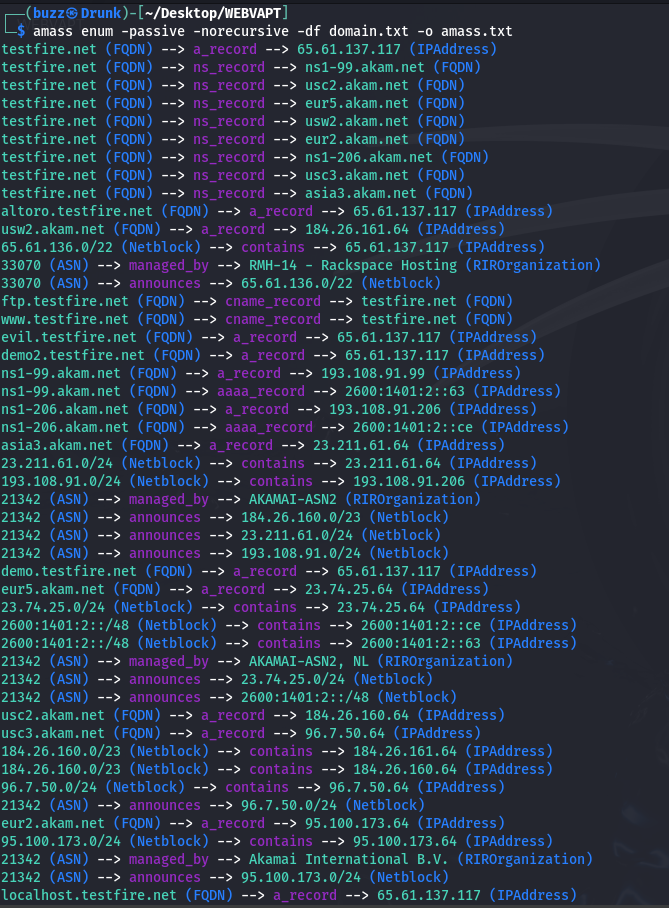 ┌──(buzz㉿Drunk)-[~/Desktop/WEBVAPT]
└─$ amass enum -passive -norecursive -df domain.txt -o amass.txt
testfire.net (FQDN) --> a_record --> 65.61.137.117 (IPAddress)
testfire.net (FQDN) --> ns_record --> ns1-99.akam.net (FQDN)
testfire.net (FQDN) --> ns_record --> usc2.akam.net (FQDN)
testfire.net (FQDN) --> ns_record --> eur5.akam.net (FQDN)
testfire.net (FQDN) --> ns_record --> usw2.akam.net (FQDN)
testfire.net (FQDN) --> ns_record --> eur2.akam.net (FQDN)
testfire.net (FQDN) --> ns_record --> ns1-206.akam.net (FQDN)
testfire.net (FQDN) --> ns_record --> usc3.akam.net (FQDN)
testfire.net (FQDN) --> ns_record --> asia3.akam.net (FQDN)
altoro.testfire.net (FQDN) --> a_record --> 65.61.137.117 (IPAddress)
usw2.akam.net (FQDN) --> a_record --> 184.26.161.64 (IPAddress)
65.61.136.0/22 (Netblock) --> contains --> 65.61.137.117 (IPAddress)
33070 (ASN) --> managed_by --> RMH-14 - Rackspace Hosting (RIROrganization)
33070 (ASN) --> announces --> 65.61.136.0/22 (Netblock)
ftp.testfire.net (FQDN) --> cname_record --> testfire.net (FQDN)
www.testfire.net (FQDN) --> cname_record --> testfire.net (FQDN)
evil.testfire.net (FQDN) --> a_record --> 65.61.137.117 (IPAddress)
demo2.testfire.net (FQDN) --> a_record --> 65.61.137.117 (IPAddress)
ns1-99.akam.net (FQDN) --> a_record --> 193.108.91.99 (IPAddress)
ns1-99.akam.net (FQDN) --> aaaa_record --> 2600:1401:2::63 (IPAddress)
ns1-206.akam.net (FQDN) --> a_record --> 193.108.91.206 (IPAddress)
ns1-206.akam.net (FQDN) --> aaaa_record --> 2600:1401:2::ce (IPAddress)
asia3.akam.net (FQDN) --> a_record --> 23.211.61.64 (IPAddress)
23.211.61.0/24 (Netblock) --> contains --> 23.211.61.64 (IPAddress)
193.108.91.0/24 (Netblock) --> contains --> 193.108.91.206 (IPAddress)
21342 (ASN) --> managed_by --> AKAMAI-ASN2 (RIROrganization)
21342 (ASN) --> announces --> 184.26.160.0/23 (Netblock)
21342 (ASN) --> announces --> 23.211.61.0/24 (Netblock)
21342 (ASN) --> announces --> 193.108.91.0/24 (Netblock)
demo.testfire.net (FQDN) --> a_record --> 65.61.137.117 (IPAddress)
eur5.akam.net (FQDN) --> a_record --> 23.74.25.64 (IPAddress)
23.74.25.0/24 (Netblock) --> contains --> 23.74.25.64 (IPAddress)
2600:1401:2::/48 (Netblock) --> contains --> 2600:1401:2::ce (IPAddress)
2600:1401:2::/48 (Netblock) --> contains --> 2600:1401:2::63 (IPAddress)
21342 (ASN) --> managed_by --> AKAMAI-ASN2, NL (RIROrganization)
21342 (ASN) --> announces --> 23.74.25.0/24 (Netblock)
21342 (ASN) --> announces --> 2600:1401:2::/48 (Netblock)
usc2.akam.net (FQDN) --> a_record --> 184.26.160.64 (IPAddress)
usc3.akam.net (FQDN) --> a_record --> 96.7.50.64 (IPAddress)
184.26.160.0/23 (Netblock) --> contains --> 184.26.161.64 (IPAddress)
184.26.160.0/23 (Netblock) --> contains --> 184.26.160.64 (IPAddress)
96.7.50.0/24 (Netblock) --> contains --> 96.7.50.64 (IPAddress)
21342 (ASN) --> announces --> 96.7.50.0/24 (Netblock)
eur2.akam.net (FQDN) --> a_record --> 95.100.173.64 (IPAddress)
95.100.173.0/24 (Netblock) --> contains --> 95.100.173.64 (IPAddress)
21342 (ASN) --> managed_by --> Akamai International B.V. (RIROrganization)
21342 (ASN) --> announces --> 95.100.173.0/24 (Netblock)
localhost.testfire.net (FQDN) --> a_record --> 65.61.137.117 (IPAddress)